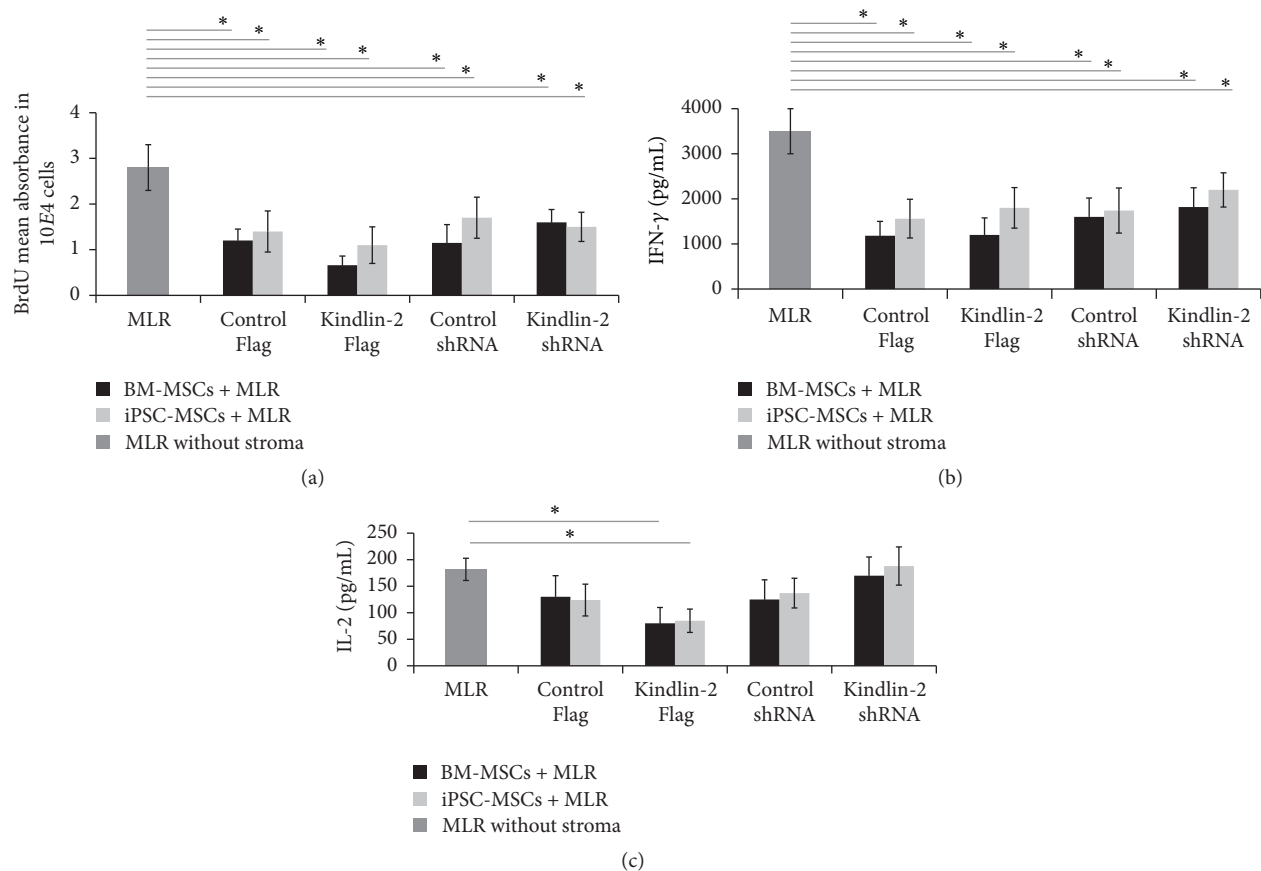 * * * * * * * *
BrdU mean absorbance in
10E4 cells
4
3
2
1
0
MLR
Control
Flag
Kindlin-2
Flag
Control
shRNA
Kindlin-2
shRNA
BM-MSCs + MLR
iPSC-MSCs + MLR
MLR without stroma
(a)
* * * * * * * *
IFN-γ (pg/mL)
4000
3000
2000
1000
0
MLR
Control
Flag
Kindlin-2
Flag
Control
shRNA
Kindlin-2
shRNA
BM-MSCs + MLR
iPSC-MSCs + MLR
MLR without stroma
(b)
*
*
IL-2 (pg/mL)
250
200
150
100
50
0
MLR
Control
Flag
Kindlin-2
Flag
Control
shRNA
Kindlin-2
shRNA
BM-MSCs + MLR
iPSC-MSCs + MLR
MLR without stroma
(c)